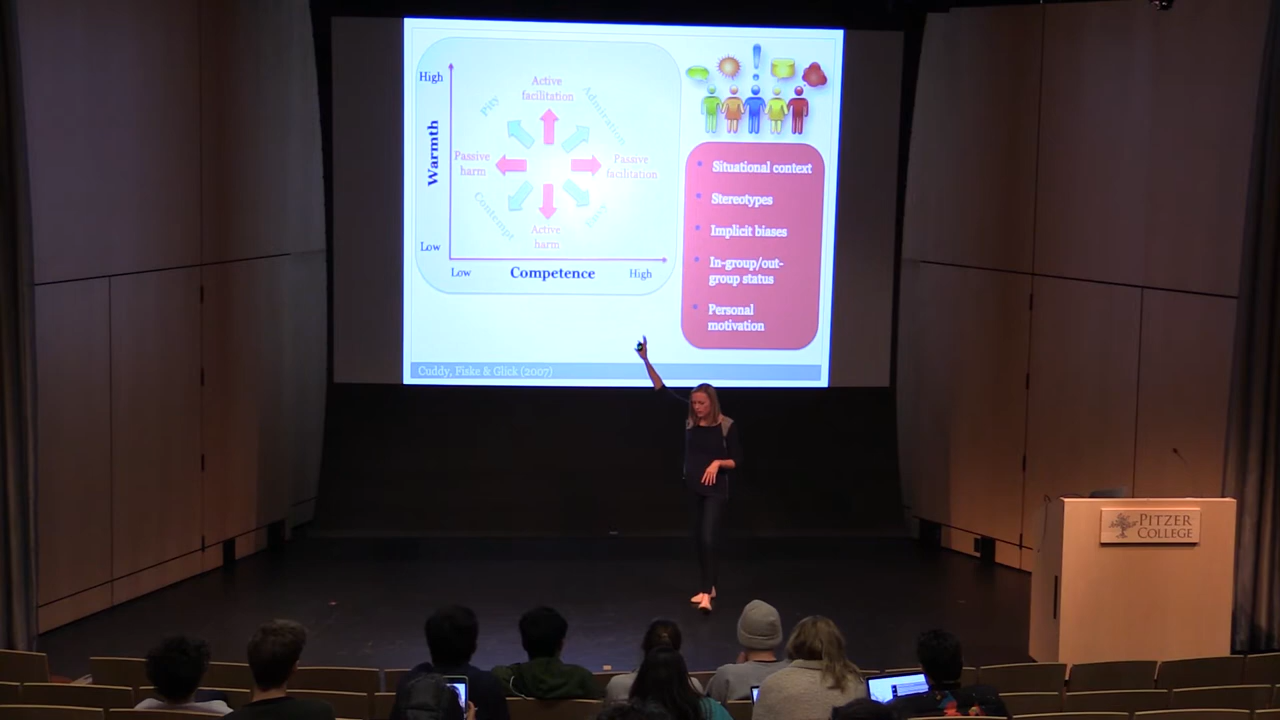 High
Warmth
Low
Low
Competence
High
Active
facilitation
Pity
Admiration
Passive
harm
Passive
facilitation
Contempt
Envy
Active
harm
Situational context
Stereotypes
Implicit biases
In-group/out-
group status
Personal
motivation
Cuddy, Fiske & Glick (2007)
PITZER
COLLEGE